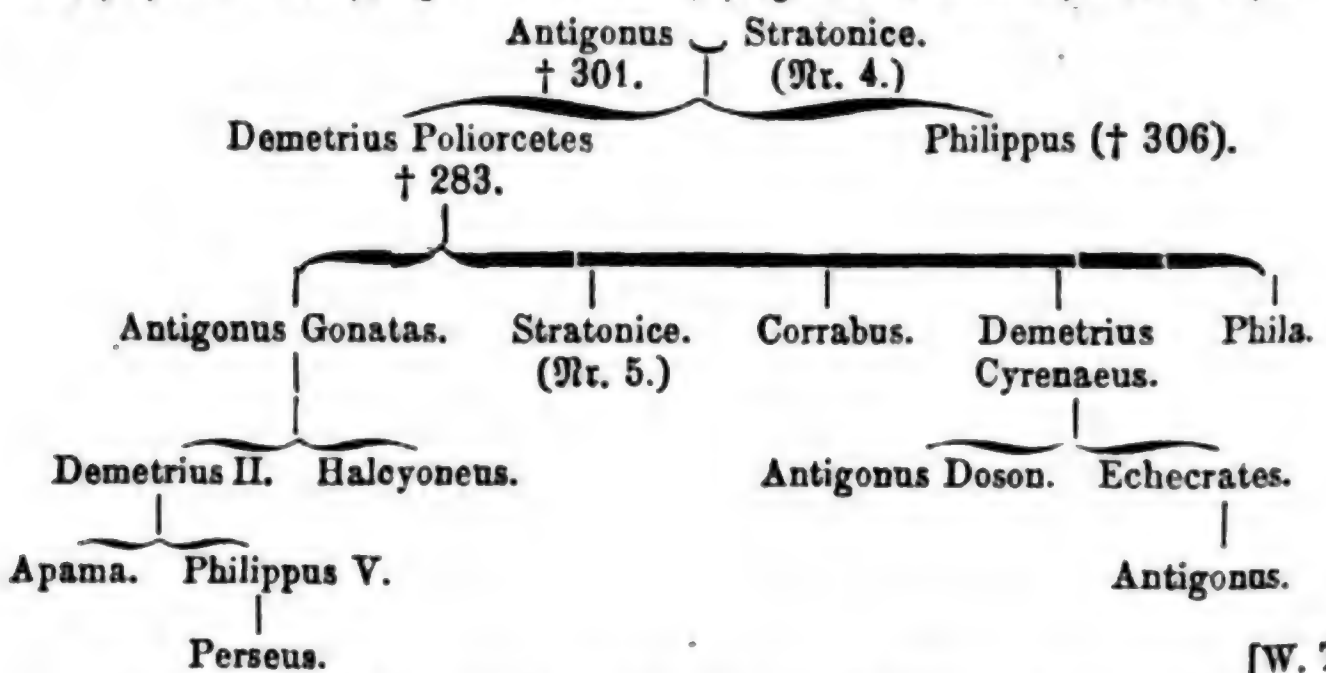 Antigonus Stratonice.
† 301. (Nr. 4.)
Demetrius Poliorcetes Philippus († 306).
† 283.
Antigonus Gonatas. Stratonice. Corrabus. Demetrius Phila.
(Nr. 5.) Cyrenaeus.
Demetrius II. Halcyoneus. Antigonus Doson. Echecrates.
Apama. Philippus V. Antigonus.
Perseus.
[W. T